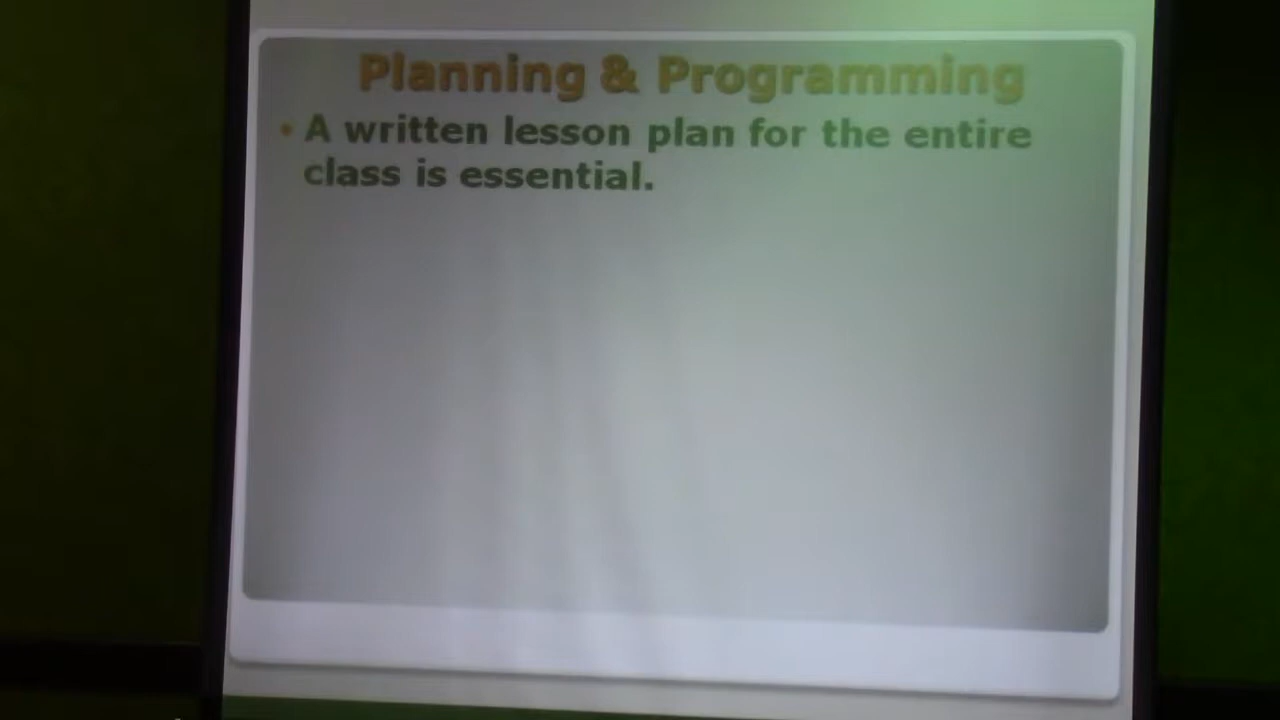 Planning & Programming
• A written lesson plan for the entire
class is essential.